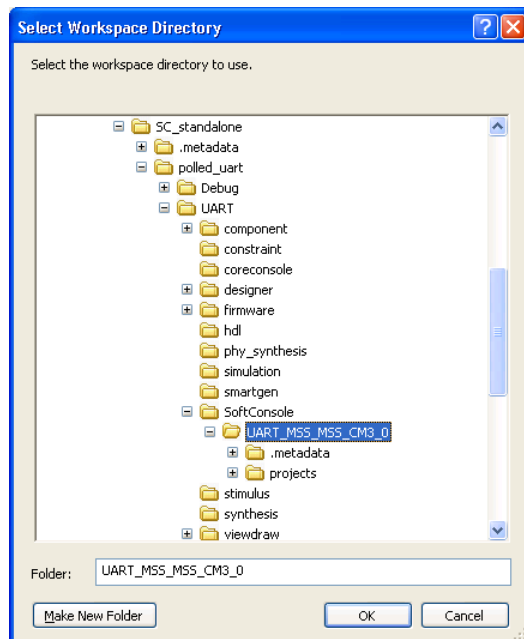 Select Workspace Directory
Select the workspace directory to use.
SC_standalone
.metadata
polled_uart
Debug
UART
component
constraint
coreconsole
designer
firmware
hdl
phy_synthesis
simulation
smartgen
SoftConsole
UART_MSS_MSS_CM3_0
.metadata
projects
stimulus
synthesis
viewdraw
Folder: UART_MSS_MSS_CM3_0
Make New Folder OK Cancel